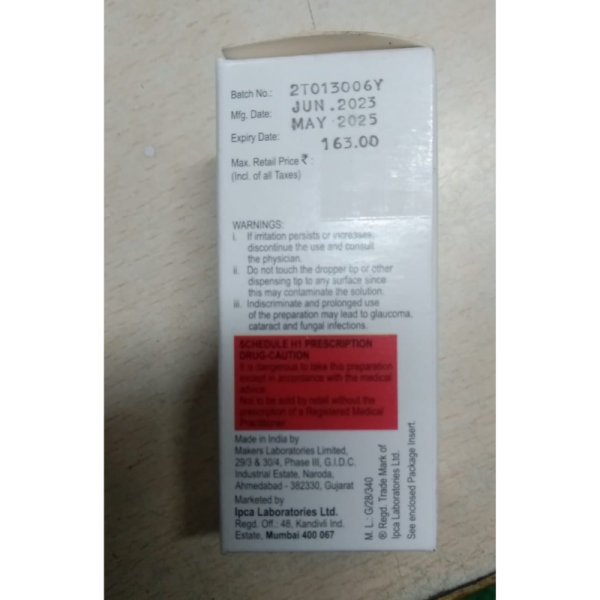 Batch No.: 2T013006Y
Mfg. Date: JUN.2023
Expiry Date: MAY 2025
Max. Retail Price ₹ : 163.00
(Incl. of all Taxes)
WARNINGS:
i. If irritation persists or increases,
discontinue the use and consult
the physician.
ii. Do not touch the dropper tip or other
dispensing tip to any surface since
this may contaminate the solution.
iii. Indiscriminate and prolonged use
of the preparation may lead to glaucoma,
cataract and fungal infections.
SCHEDULE H1 PRESCRIPTION
DRUG-CAUTION
It is dangerous to take this preparation
except in accordance with the medical
advice.
Not to be sold by retail without the
prescription of a Registered Medical
Practitioner.
Made in India by
Makers Laboratories Limited,
29/3 & 30/4, Phase III, G.I.D.C.
Industrial Estate, Naroda,
Ahmedabad - 382330, Gujarat
Marketed by
Ipca Laboratories Ltd.
Regd. Off.: 48, Kandivli Ind.
Estate, Mumbai 400 067
M. L.: G/28/340
® Regd. Trade Mark of
Ipca Laboratories Ltd.
See enclosed Package Insert.